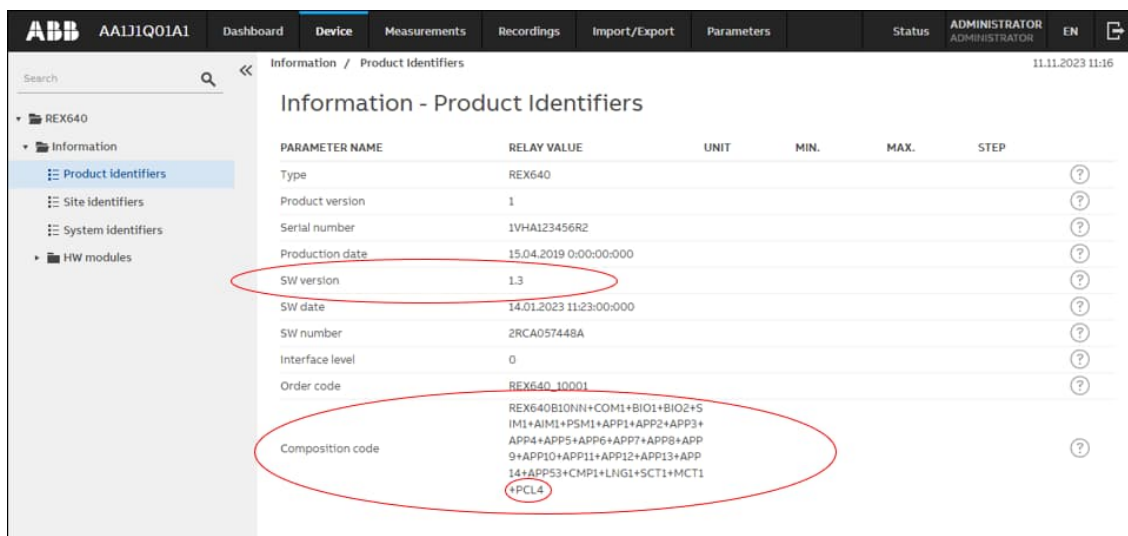 ABB AA1J1Q01A1 Dashboard Device Measurements Recordings Import/Export Parameters Status ADMINISTRATOR EN
ADMINISTRATOR
Search
Information / Product Identifiers 11.11.2023 11:16
Information - Product Identifiers
REX640
Information
Product identifiers
Site identifiers
System identifiers
HW modules
PARAMETER NAME RELAY VALUE UNIT MIN. MAX. STEP
Type REX640 ?
Product version 1 ?
Serial number 1VHA123456R2 ?
Production date 15.04.2019 0:00:00:000 ?
SW version 1.3 ?
SW date 14.01.2023 11:23:00:000 ?
SW number 2RCA057448A ?
Interface level 0 ?
Order code REX640_10001 ?
Composition code ?
REX640B10NN+COM1+BIO1+BIO2+S
IM1+AIM1+PSM1+APP1+APP2+APP3+
APP4+APP5+APP6+APP7+APP8+APP
9+APP10+APP11+APP12+APP13+APP
14+APP53+CMP1+LNG1+SCT1+MCT1
+PCL4